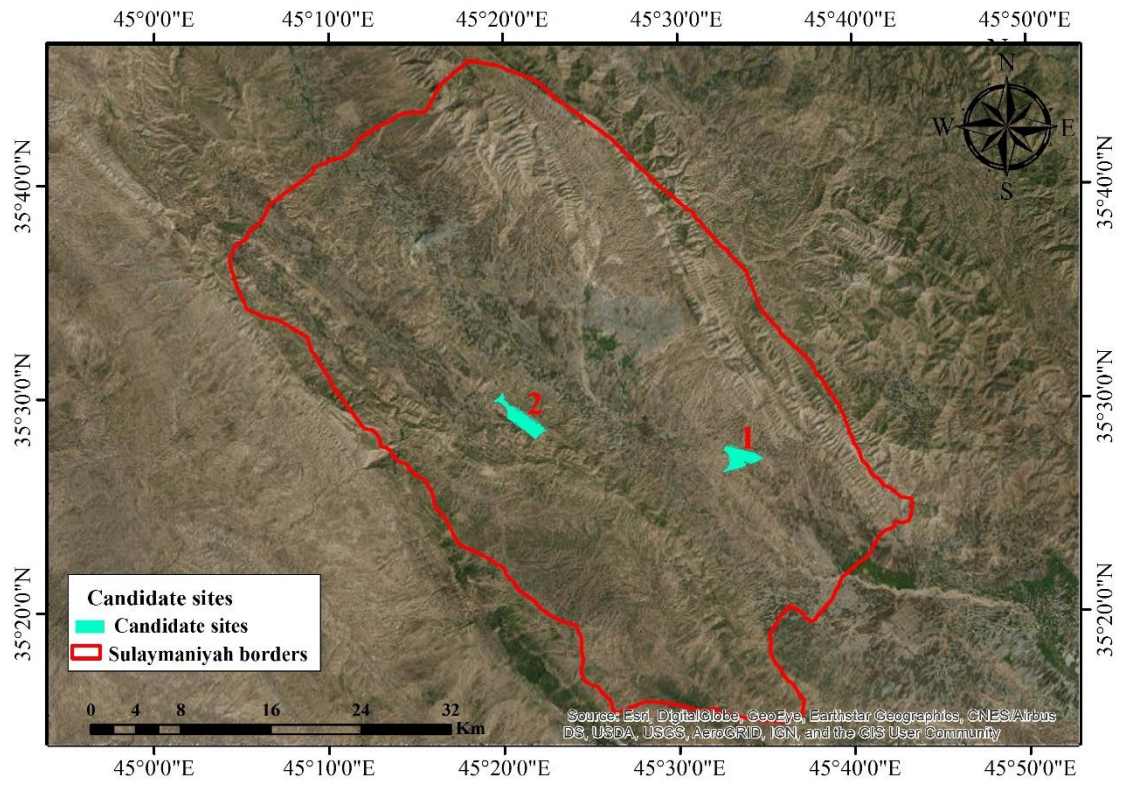 45°0'0"E 45°10'0"E 45°20'0"E 45°30'0"E 45°40'0"E 45°50'0"E
N
N
W E
S
35°40'0"N 35°40'0"N
35°30'0"N 35°30'0"N
2
1
35°20'0"N 35°20'0"N
Candidate sites
Candidate sites
Sulaymaniyah borders
0 4 8 16 24 32
Km
Source: Esri, DigitalGlobe, GeoEye, Earthstar Geographics, CNES/Airbus
DS, USDA, USGS, AeroGRID, IGN, and the GIS User Community
45°0'0"E 45°10'0"E 45°20'0"E 45°30'0"E 45°40'0"E 45°50'0"E